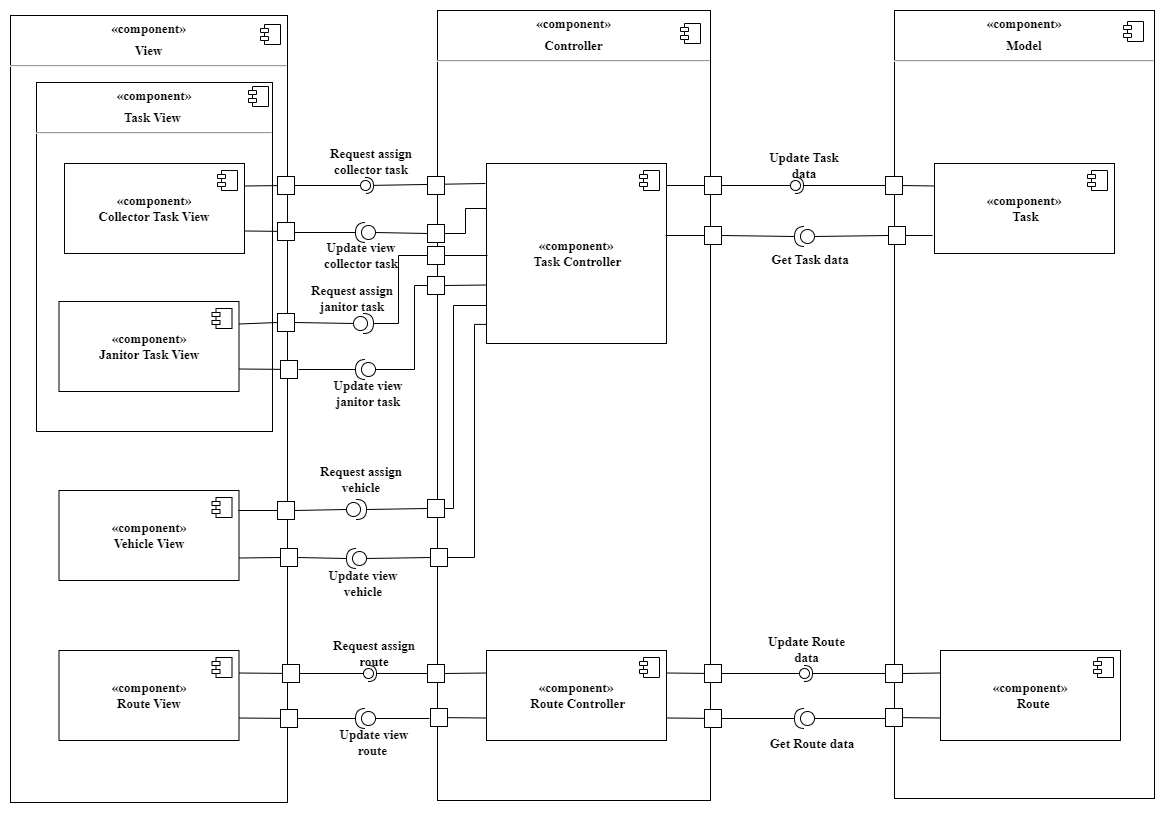 «component»
View
«component»
Task View
«component»
Collector Task View
«component»
Janitor Task View
«component»
Vehicle View
«component»
Route View
Request assign
collector task
Update view
collector task
Request assign
janitor task
Update view
janitor task
Request assign
vehicle
Update view
vehicle
Request assign
route
Update view
route
«component»
Controller
«component»
Task Controller
«component»
Route Controller
Update Task
data
Get Task data
Update Route
data
Get Route data
«component»
Model
«component»
Task
«component»
Route